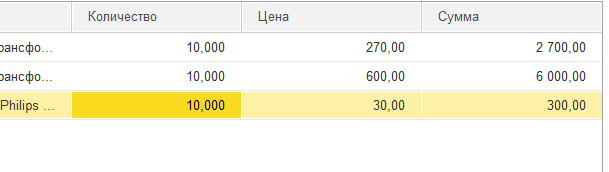 Количество Цена Сумма
рансфо... 10,000 270,00 2 700,00
рансфо... 10,000 600,00 6 000,00
Philips ... 10,000 30,00 300,00